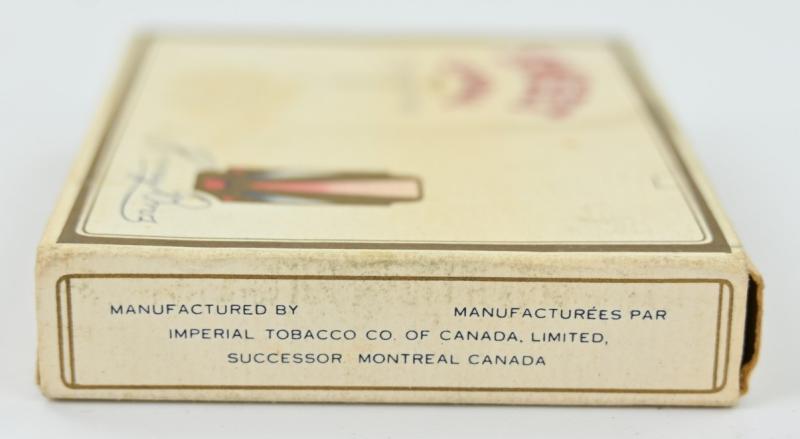 MANUFACTURED BY MANUFACTURÉES PAR
IMPERIAL TOBACCO CO. OF CANADA, LIMITED,
SUCCESSOR MONTREAL CANADA